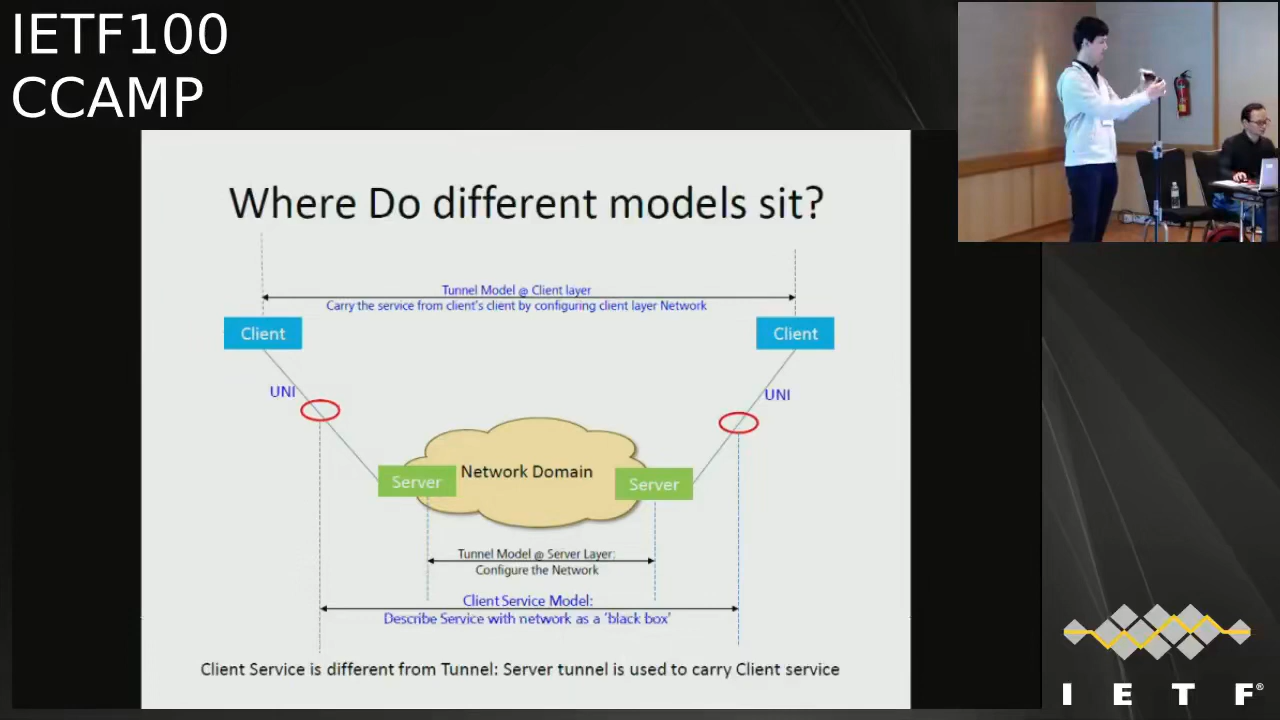 IETF100
CCAMP
Where Do different models sit?
Tunnel Model @ Client layer
Carry the service from client's client by configuring client layer Network
Client
Client
UNI
UNI
Network Domain
Server
Server
Tunnel Model @ Server Layer:
Configure the Network
Client Service Model:
Describe Service with network as a 'black box'
Client Service is different from Tunnel: Server tunnel is used to carry Client service
I E T F®